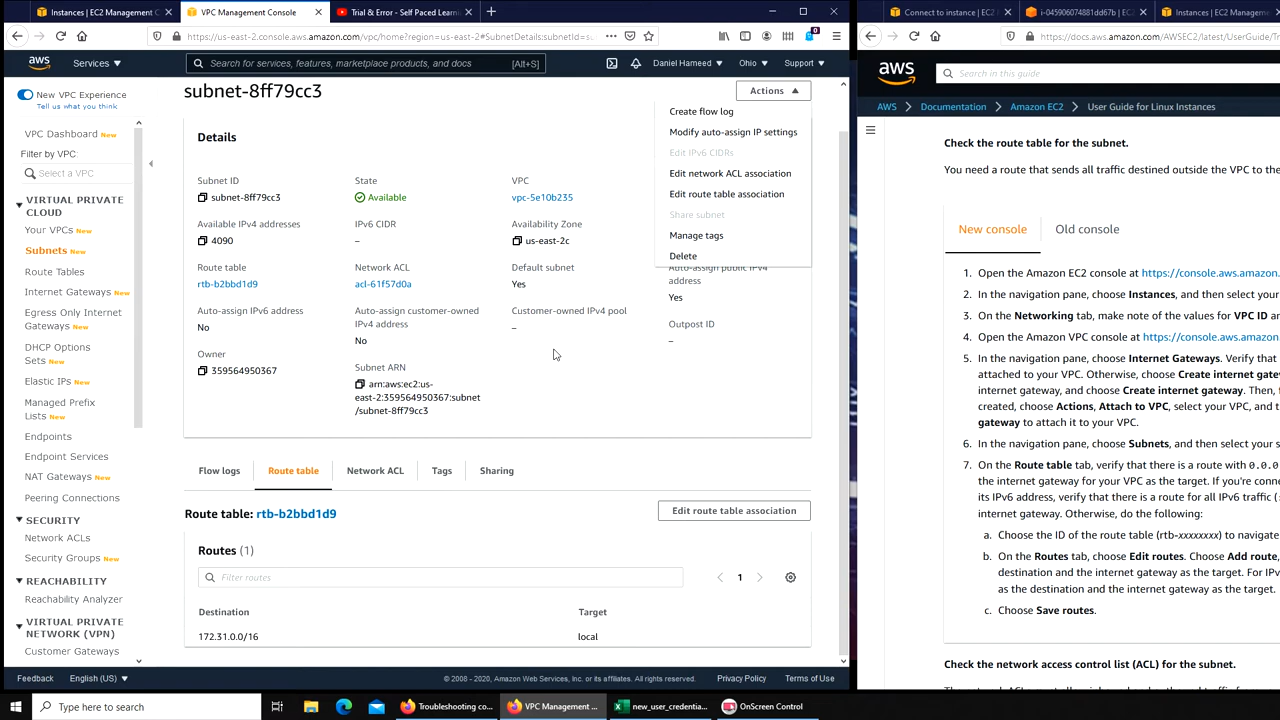 Instances | EC2 Management Cons
VPC Management Console
Trial & Error - Self Paced Learnin
https://us-east-2.console.aws.amazon.com/vpc/home?region=us-east-2#SubnetDetails:subnetId=s
aws
Services
Search for services, features, marketplace products, and docs
[Alt+S]
Daniel Hameed
Ohio
Support
New VPC Experience
Tell us what you think
VPC Dashboard New
Filter by VPC:
Select a VPC
VIRTUAL PRIVATE
CLOUD
Your VPCs New
Subnets New
Route Tables
Internet Gateways New
Egress Only Internet
Gateways New
DHCP Options
Sets New
Elastic IPs New
Managed Prefix
Lists New
Endpoints
Endpoint Services
NAT Gateways New
Peering Connections
SECURITY
Network ACLs
Security Groups New
REACHABILITY
Reachability Analyzer
VIRTUAL PRIVATE
NETWORK (VPN)
Customer Gateways
subnet-8ff79cc3
Actions
Create flow log
Modify auto-assign IP settings
Edit IPv6 CIDRs
Edit network ACL association
Edit route table association
Share subnet
Manage tags
Delete
Details
Subnet ID
subnet-8ff79cc3
State
Available
VPC
vpc-5e10b235
Available IPv4 addresses
4090
IPv6 CIDR
–
Availability Zone
us-east-2c
Route table
rtb-b2bbd1d9
Network ACL
acl-61f57d0a
Default subnet
Yes
Auto-assign public IPv4
address
Yes
Auto-assign IPv6 address
No
Auto-assign customer-owned
IPv4 address
No
Customer-owned IPv4 pool
–
Outpost ID
–
Owner
359564950367
Subnet ARN
arn:aws:ec2:us-
east-2:359564950367:subnet
/subnet-8ff79cc3
Flow logs
Route table
Network ACL
Tags
Sharing
Route table: rtb-b2bbd1d9
Edit route table association
Routes (1)
Filter routes
1
Destination
Target
172.31.0.0/16
local
Feedback
English (US)
© 2008 - 2020, Amazon Web Services, Inc. or its affiliates. All rights reserved.
Privacy Policy
Terms of Use
Connect to instance | EC2
i-045906074881dd67b | EC2
Instances | EC2 Manageme
https://docs.aws.amazon.com/AWSEC2/latest/UserGuide/Tr
aws
Search in this guide
AWS
Documentation
Amazon EC2
User Guide for Linux Instances
Check the route table for the subnet.
You need a route that sends all traffic destined outside the VPC to the
New console
Old console
1. Open the Amazon EC2 console at https://console.aws.amazon.
2. In the navigation pane, choose Instances, and then select your
3. On the Networking tab, make note of the values for VPC ID an
4. Open the Amazon VPC console at https://console.aws.amazon
5. In the navigation pane, choose Internet Gateways. Verify that
attached to your VPC. Otherwise, choose Create internet gate
internet gateway, and choose Create internet gateway. Then,
created, choose Actions, Attach to VPC, select your VPC, and t
gateway to attach it to your VPC.
6. In the navigation pane, choose Subnets, and then select your s
7. On the Route table tab, verify that there is a route with 0.0.0
the internet gateway for your VPC as the target. If you're conne
its IPv6 address, verify that there is a route for all IPv6 traffic (
internet gateway. Otherwise, do the following:
a. Choose the ID of the route table (rtb-xxxxxxxx) to navigate
b. On the Routes tab, choose Edit routes. Choose Add route,
destination and the internet gateway as the target. For IPv
as the destination and the internet gateway as the target.
c. Choose Save routes.
Check the network access control list (ACL) for the subnet.
Type here to search
Troubleshooting co...
VPC Management ...
new_user_credentia...
OnScreen Control